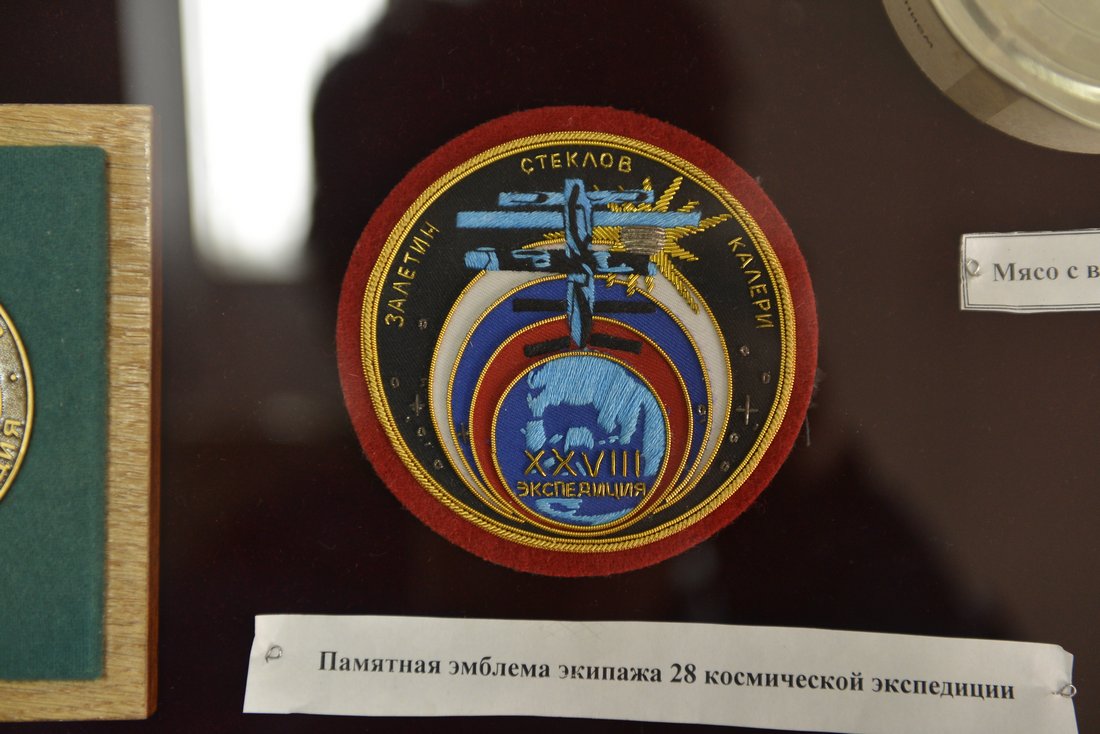 СТЕКЛОВ
ЗАЛЕТИН
КАЛЕРИ
XXVIII
ЭКСПЕДИЦИЯ
Мясо с в
Памятная эмблема экипажа 28 космической экспедиции